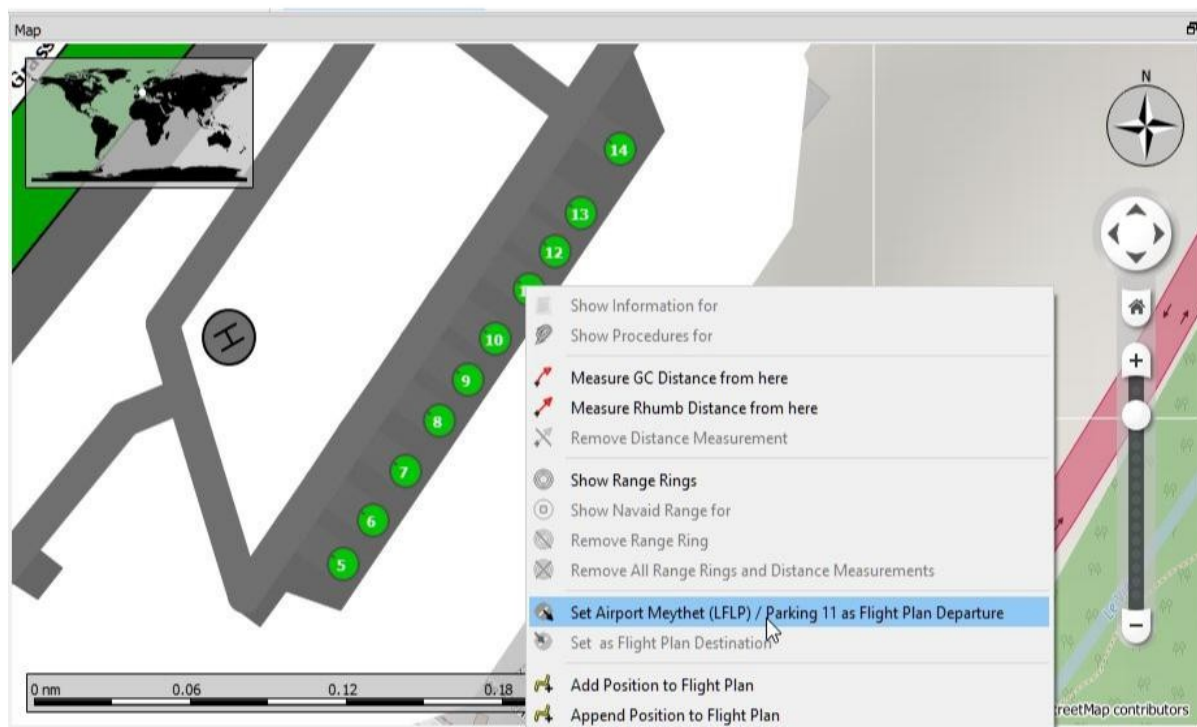 Map
Grass
N
14
13
12
10
9
8
7
6
5
H
Show Information for
Show Procedures for
Measure GC Distance from here
Measure Rhumb Distance from here
Remove Distance Measurement
Show Range Rings
Show Navaid Range for
Remove Range Ring
Remove All Range Rings and Distance Measurements
Set Airport Meythet (LFLP) / Parking 11 as Flight Plan Departure
Set as Flight Plan Destination
Add Position to Flight Plan
Append Position to Flight Plan
0 nm 0.06 0.12 0.18
reetMap contributors